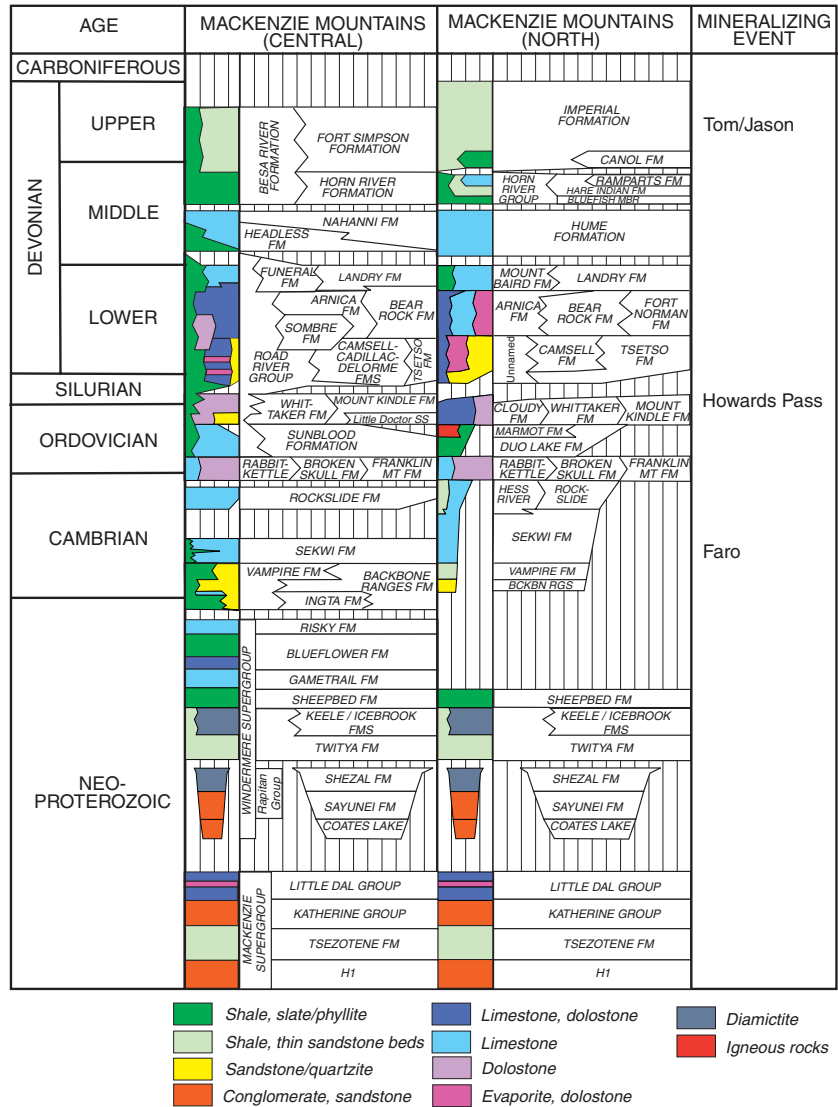 AGE
MACKENZIE MOUNTAINS
(CENTRAL)
MACKENZIE MOUNTAINS
(NORTH)
MINERALIZING
EVENT
CARBONIFEROUS
DEVONIAN
UPPER
MIDDLE
LOWER
SILURIAN
ORDOVICIAN
CAMBRIAN
NEO-
PROTEROZOIC
BESA RIVER
FORMATION
FORT SIMPSON
FORMATION
HORN RIVER
FORMATION
NAHANNI FM
HEADLESS
FM
FUNERAL
FM
LANDRY FM
ARNICA
FM
BEAR
ROCK FM
SOMBRE
FM
ROAD
RIVER
GROUP
CAMSELL-
CADILLAC-
DELORME
FMS
TSETSO
FM
WHIT-
TAKER FM
MOUNT KINDLE FM
Little Doctor SS
SUNBLOOD
FORMATION
RABBIT-
KETTLE
BROKEN
SKULL FM
FRANKLIN
MT FM
ROCKSLIDE FM
SEKWI FM
VAMPIRE FM
BACKBONE
RANGES FM
INGTA FM
WINDERMERE SUPERGROUP
RISKY FM
BLUEFLOWER FM
GAMETRAIL FM
SHEEPBED FM
KEELE / ICEBROOK
FMS
TWITYA FM
Rapitan
Group
SHEZAL FM
SAYUNEI FM
COATES LAKE
MACKENZIE
SUPERGROUP
LITTLE DAL GROUP
KATHERINE GROUP
TSEZOTENE FM
H1
IMPERIAL
FORMATION
CANOL FM
HORN
RIVER
GROUP
RAMPARTS FM
HARE INDIAN FM
BLUEFISH MBR
HUME
FORMATION
MOUNT
BAIRD FM
LANDRY FM
ARNICA
FM
BEAR
ROCK FM
FORT
NORMAN
FM
Unnamed
CAMSELL
FM
TSETSO
FM
CLOUDY
FM
WHITTAKER
FM
MOUNT
KINDLE FM
MARMOT FM
DUO LAKE FM
RABBIT-
KETTLE
BROKEN
SKULL FM
FRANKLIN
MT FM
HESS
RIVER
ROCK-
SLIDE
SEKWI FM
VAMPIRE FM
BCKBN RGS
SHEEPBED FM
KEELE / ICEBROOK
FMS
TWITYA FM
SHEZAL FM
SAYUNEI FM
COATES LAKE
LITTLE DAL GROUP
KATHERINE GROUP
TSEZOTENE FM
H1
Tom/Jason
Howards Pass
Faro
Shale, slate/phyllite
Shale, thin sandstone beds
Sandstone/quartzite
Conglomerate, sandstone
Limestone, dolostone
Limestone
Dolostone
Evaporite, dolostone
Diamictite
Igneous rocks